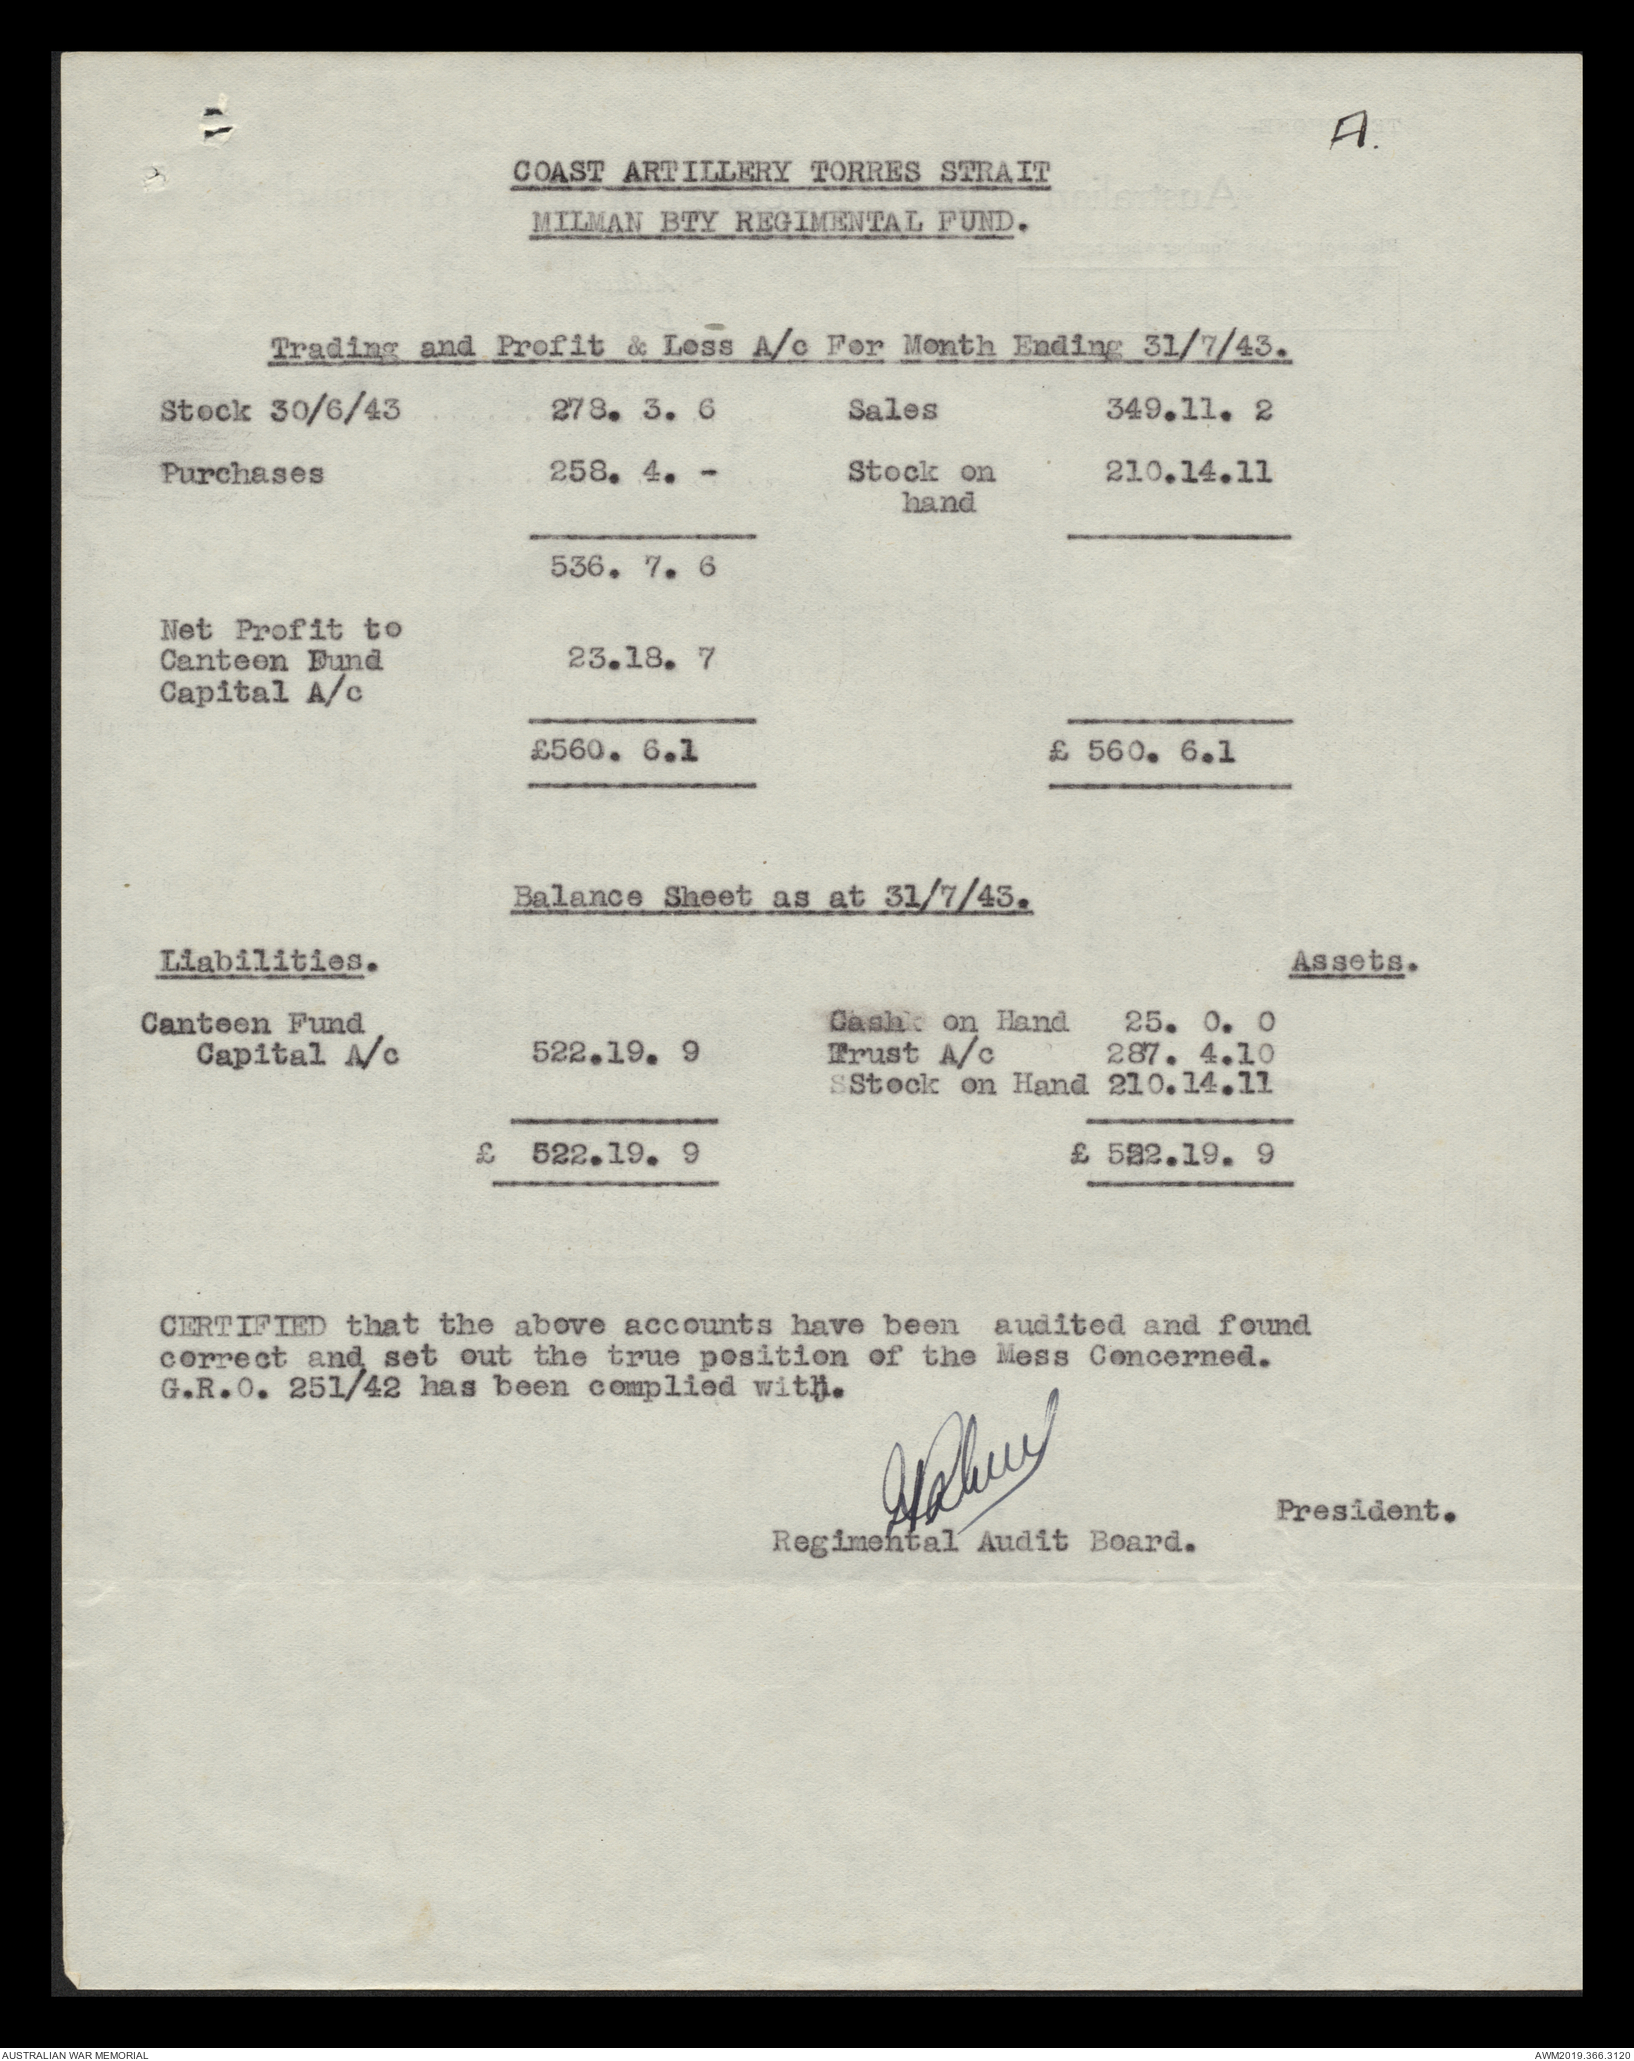 A.
COAST ARTILLERY TORRES STRAIT
MILMAN BTY REGIMENTAL FUND.
Trading and Profit & Loss A/c For Month Ending 31/7/43.
Stock 30/6/43 278. 3. 6 Sales 349.11. 2
Purchases 258. 4. - Stock on 210.14.11
hand
536. 7. 6
Net Profit to
Canteen Fund 23.18. 7
Capital A/c
£560. 6.1 £ 560. 6.1
Balance Sheet as at 31/7/43.
Liabilities. Assets.
Canteen Fund Cash on Hand 25. 0. 0
Capital A/c 522.19. 9 Trust A/c 287. 4.10
SStock on Hand 210.14.11
£ 522.19. 9 £ 522.19. 9
CERTIFIED that the above accounts have been audited and found
correct and set out the true position of the Mess Concerned.
G.R.O. 251/42 has been complied with.
President.
Regimental Audit Board.
AUSTRALIAN WAR MEMORIAL AWM2019.366.3120